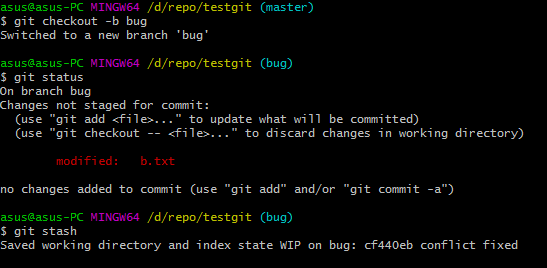 asus@asus-PC MINGW64 /d/repo/testgit (master)
$ git checkout -b bug
Switched to a new branch 'bug'
asus@asus-PC MINGW64 /d/repo/testgit (bug)
$ git status
On branch bug
Changes not staged for commit:
  (use "git add <file>..." to update what will be committed)
  (use "git checkout -- <file>..." to discard changes in working directory)
        modified:   b.txt
no changes added to commit (use "git add" and/or "git commit -a")
asus@asus-PC MINGW64 /d/repo/testgit (bug)
$ git stash
Saved working directory and index state WIP on bug: cf440eb conflict fixed